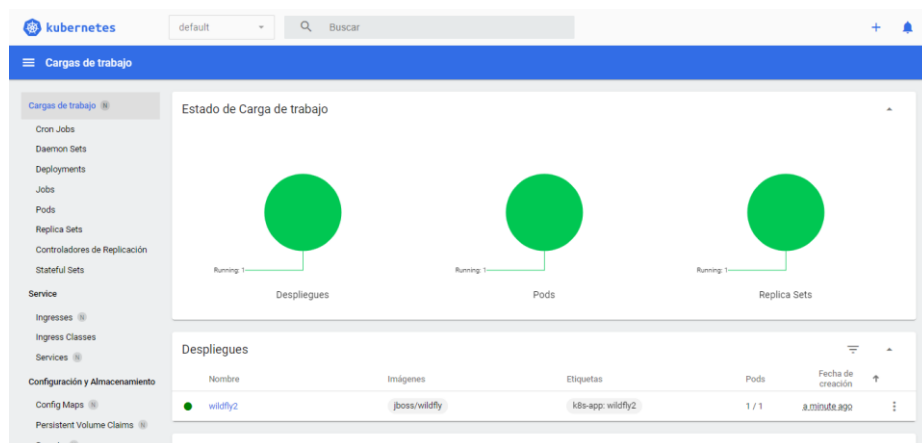 kubernetes
default
Buscar
Cargas de trabajo
Cargas de trabajo N
Cron Jobs
Daemon Sets
Deployments
Jobs
Pods
Replica Sets
Controladores de Replicación
Stateful Sets
Service
Ingresses N
Ingress Classes
Services N
Configuración y Almacenamiento
Config Maps N
Persistent Volume Claims N
Estado de Carga de trabajo
Running: 1
Despliegues
Running: 1
Pods
Running: 1
Replica Sets
Despliegues
Nombre Imágenes Etiquetas Pods Fecha de
creación
wildfly2 jboss/wildfly k8s-app: wildfly2 1 / 1 a minute ago